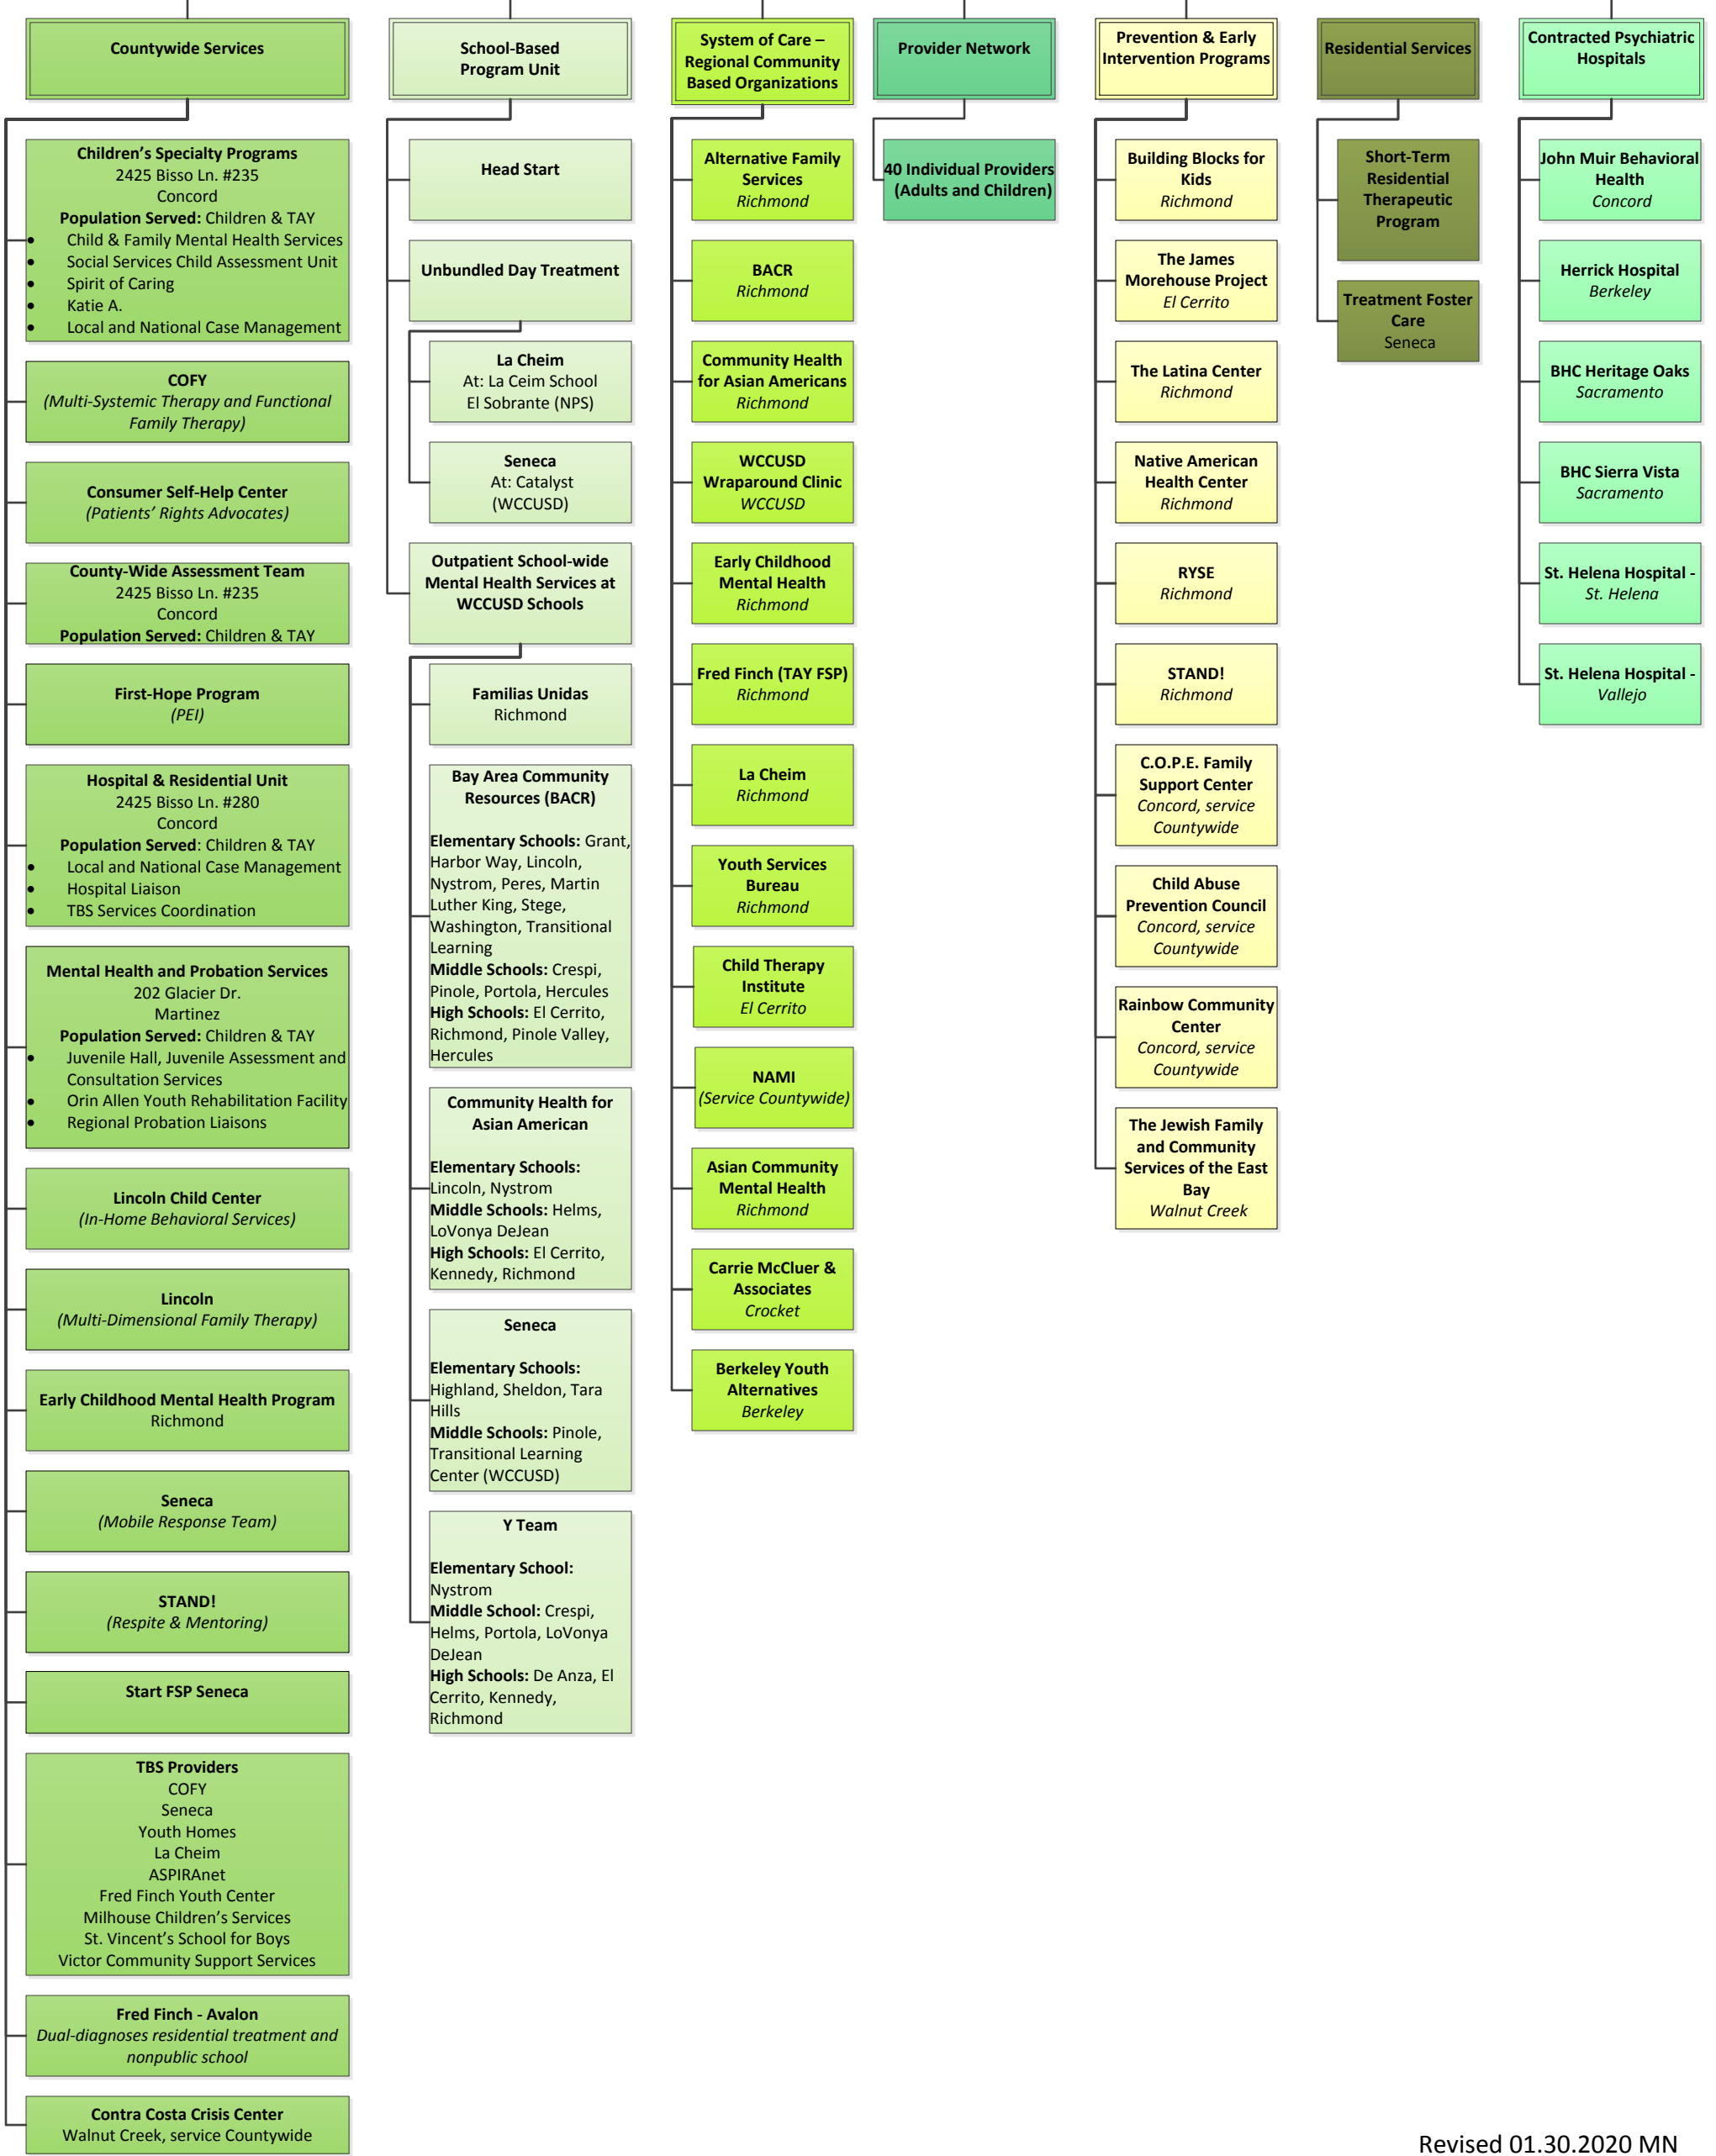 Countywide Services
Children's Specialty Programs
2425 Bisso Ln. #235
Concord
Population Served: Children & TAY
• Child & Family Mental Health Services
• Social Services Child Assessment Unit
• Spirit of Caring
• Katie A.
• Local and National Case Management
COFY
(Multi-Systemic Therapy and Functional
Family Therapy)
Consumer Self-Help Center
(Patients' Rights Advocates)
County-Wide Assessment Team
2425 Bisso Ln. #235
Concord
Population Served: Children & TAY
First-Hope Program
(PEI)
Hospital & Residential Unit
2425 Bisso Ln. #280
Concord
Population Served: Children & TAY
• Local and National Case Management
• Hospital Liaison
• TBS Services Coordination
Mental Health and Probation Services
202 Glacier Dr.
Martinez
Population Served: Children & TAY
• Juvenile Hall, Juvenile Assessment and
Consultation Services
• Orin Allen Youth Rehabilitation Facility
• Regional Probation Liaisons
Lincoln Child Center
(In-Home Behavioral Services)
Lincoln
(Multi-Dimensional Family Therapy)
Early Childhood Mental Health Program
Richmond
Seneca
(Mobile Response Team)
STAND!
(Respite & Mentoring)
Start FSP Seneca
TBS Providers
COFY
Seneca
Youth Homes
La Cheim
ASPIRAnet
Fred Finch Youth Center
Milhouse Children's Services
St. Vincent's School for Boys
Victor Community Support Services
Fred Finch - Avalon
Dual-diagnoses residential treatment and
nonpublic school
Contra Costa Crisis Center
Walnut Creek, service Countywide
School-Based
Program Unit
Head Start
Unbundled Day Treatment
La Cheim
At: La Ceim School
El Sobrante (NPS)
Seneca
At: Catalyst
(WCCUSD)
Outpatient School-wide
Mental Health Services at
WCCUSD Schools
Familias Unidas
Richmond
Bay Area Community
Resources (BACR)
Elementary Schools: Grant,
Harbor Way, Lincoln,
Nystrom, Peres, Martin
Luther King, Stege,
Washington, Transitional
Learning
Middle Schools: Crespi,
Pinole, Portola, Hercules
High Schools: El Cerrito,
Richmond, Pinole Valley,
Hercules
Community Health for
Asian American
Elementary Schools:
Lincoln, Nystrom
Middle Schools: Helms,
LoVonya DeJean
High Schools: El Cerrito,
Kennedy, Richmond
Seneca
Elementary Schools:
Highland, Sheldon, Tara
Hills
Middle Schools: Pinole,
Transitional Learning
Center (WCCUSD)
Y Team
Elementary School:
Nystrom
Middle School: Crespi,
Helms, Portola, LoVonya
DeJean
High Schools: De Anza, El
Cerrito, Kennedy,
Richmond
System of Care –
Regional Community
Based Organizations
Alternative Family
Services
Richmond
BACR
Richmond
Community Health
for Asian Americans
Richmond
WCCUSD
Wraparound Clinic
WCCUSD
Early Childhood
Mental Health
Richmond
Fred Finch (TAY FSP)
Richmond
La Cheim
Richmond
Youth Services
Bureau
Richmond
Child Therapy
Institute
El Cerrito
NAMI
(Service Countywide)
Asian Community
Mental Health
Richmond
Carrie McCluer &
Associates
Crocket
Berkeley Youth
Alternatives
Berkeley
Provider Network
40 Individual Providers
(Adults and Children)
Prevention & Early
Intervention Programs
Building Blocks for
Kids
Richmond
The James
Morehouse Project
El Cerrito
The Latina Center
Richmond
Native American
Health Center
Richmond
RYSE
Richmond
STAND!
Richmond
C.O.P.E. Family
Support Center
Concord, service
Countywide
Child Abuse
Prevention Council
Concord, service
Countywide
Rainbow Community
Center
Concord, service
Countywide
The Jewish Family
and Community
Services of the East
Bay
Walnut Creek
Residential Services
Short-Term
Residential
Therapeutic
Program
Treatment Foster
Care
Seneca
Contracted Psychiatric
Hospitals
John Muir Behavioral
Health
Concord
Herrick Hospital
Berkeley
BHC Heritage Oaks
Sacramento
BHC Sierra Vista
Sacramento
St. Helena Hospital -
St. Helena
St. Helena Hospital -
Vallejo
Revised 01.30.2020 MN